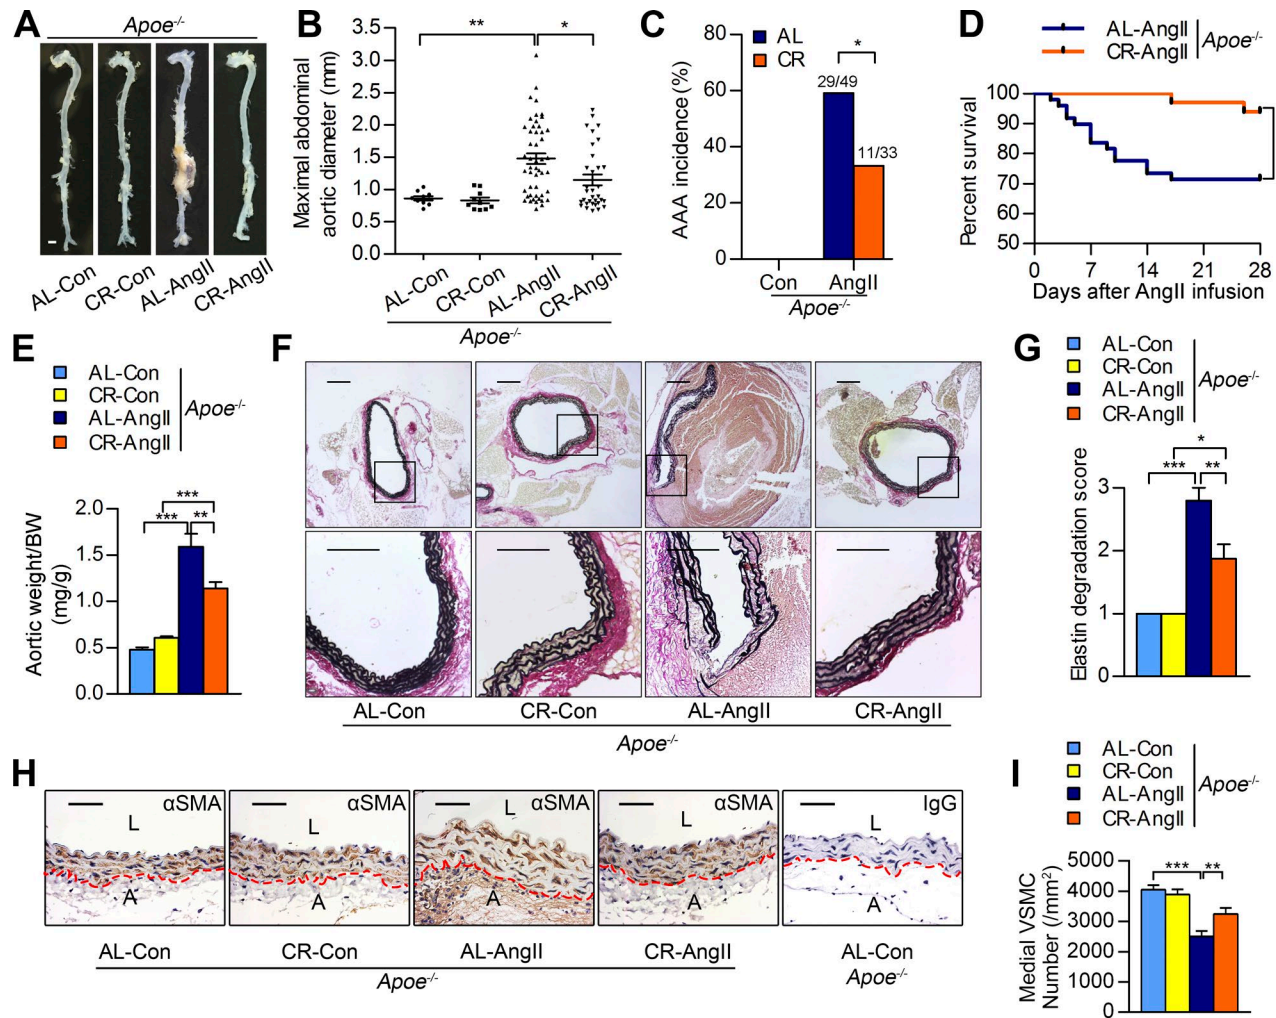 A
Apoe-/-
AL-Con
CR-Con
AL-AngII
CR-AngII
B
Maximal abdominal
aortic diameter (mm)
3.5
3.0
2.5
2.0
1.5
1.0
0.5
0.0
**
*
AL-Con
CR-Con
AL-AngII
CR-AngII
Apoe-/-
C
AAA incidence (%)
80
60
40
20
0
AL
CR
*
29/49
11/33
Con
AngII
Apoe-/-
D
AL-AngII
CR-AngII
Apoe-/-
Percent survival
100
90
80
70
60
50
0
7
14
21
28
Days after AngII infusion
*
E
AL-Con
CR-Con
AL-AngII
CR-AngII
Apoe-/-
Aortic weight/BW
(mg/g)
2.0
1.5
1.0
0.5
0.0
***
***
**
F
AL-Con
CR-Con
AL-AngII
CR-AngII
Apoe-/-
G
AL-Con
CR-Con
AL-AngII
CR-AngII
Apoe-/-
Elastin degradation score
3
2
1
0
*
***
**
H
αSMA
L
A
αSMA
L
A
αSMA
L
A
αSMA
L
A
IgG
L
A
AL-Con
CR-Con
AL-AngII
CR-AngII
AL-Con
Apoe-/-
Apoe-/-
I
AL-Con
CR-Con
AL-AngII
CR-AngII
Apoe-/-
Medial VSMC
Number (/mm2)
5000
4000
3000
2000
1000
0
***
**